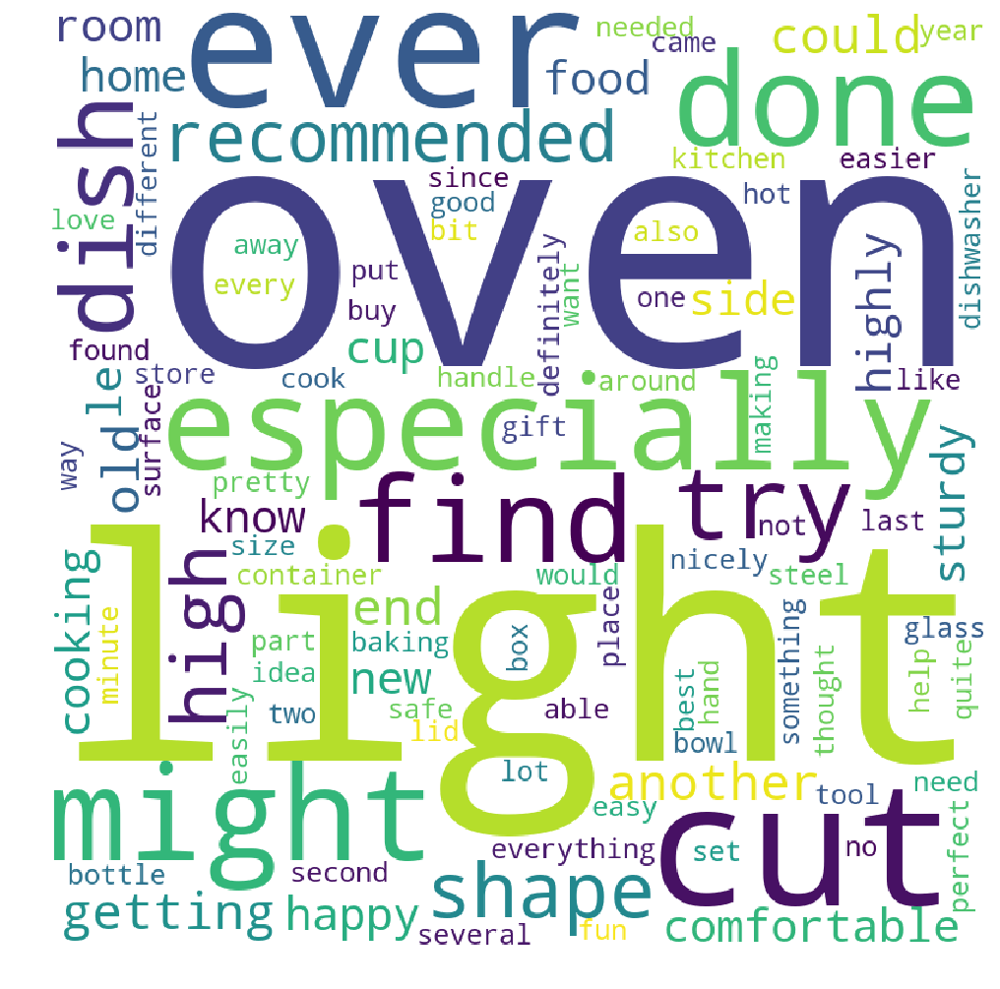 room
ever
needed
came
could
year
home
food
done
dish
different
recommended
kitchen
easier
since
oven
hot
dishwasher
love
good
bit
also
highly
away
put
definitely
want
every
buy
one
side
found
store
cup
cook
handle
around
making
like
old
le
surface
especially
gift
way
pretty
find
try
sturdy
know
not
last
high
size
container
would
nicely
steel
cooking
minute
light
end
place
glass
part
baking
box
something
thought
help
quite
idea
new
best
hand
easily
two
safe
able
lid
bowl
might
lot
another
tool
need
easy
cut
everything
set
no
perfect
bottle
second
shape
getting
happy
several
fun
comfortable